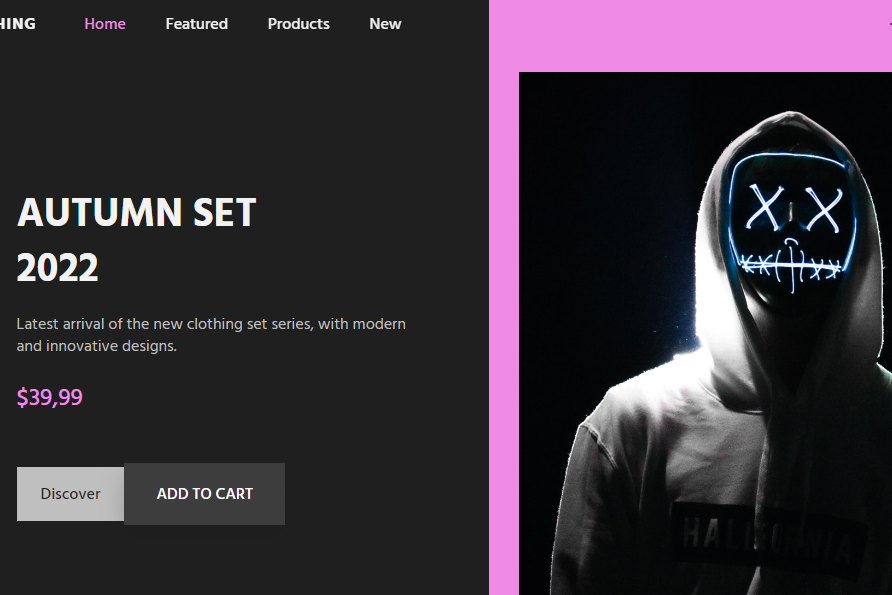 HING Home Featured Products New
AUTUMN SET
2022
Latest arrival of the new clothing set series, with modern
and innovative designs.
$39,99
Discover ADD TO CART